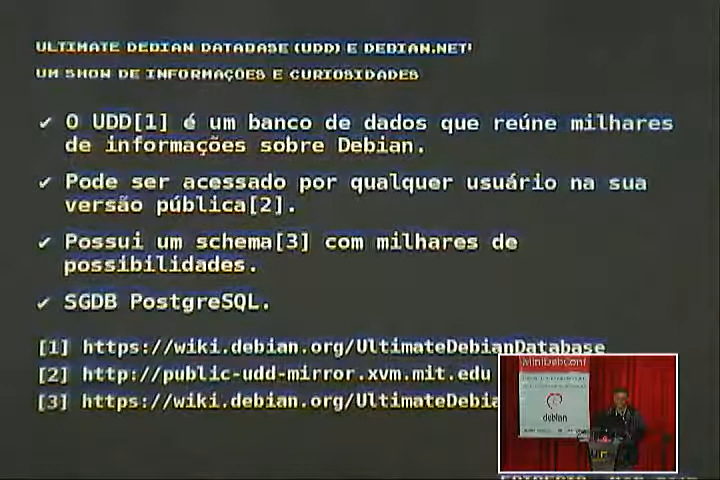 ULTIMATE DEBIAN DATABASE (UDD) E DEBIAN.NET:
UM SHOW DE INFORMAÇÕES E CURIOSIDADES
✔ O UDD[1] é um banco de dados que reúne milhares
de informações sobre Debian.
✔ Pode ser acessado por qualquer usuário na sua
versão pública[2].
✔ Possui um schema[3] com milhares de
possibilidades.
✔ SGDB PostgreSQL.
[1] https://wiki.debian.org/UltimateDebianDatabase
[2] http://public-udd-mirror.xvm.mit.edu
[3] https://wiki.debian.org/UltimateDebia
MiniDebConf
debian